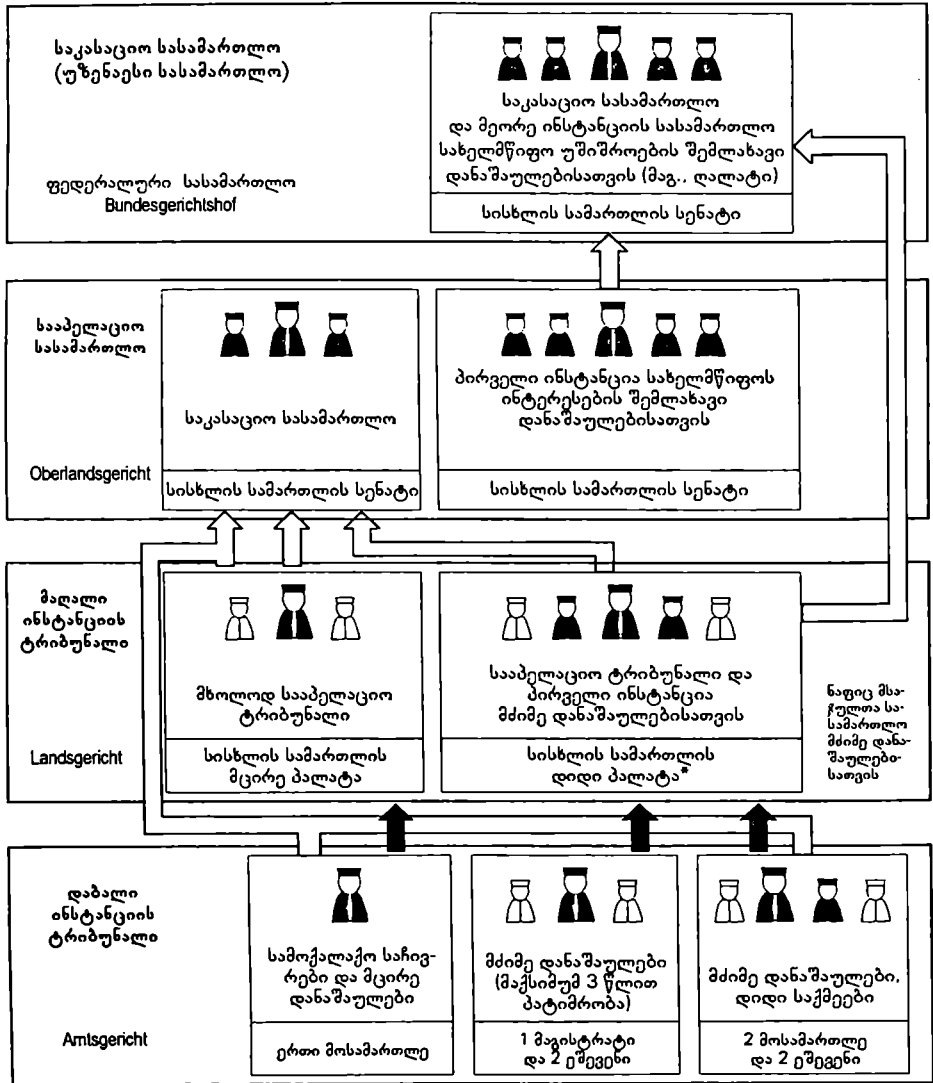 საკასაციო სასამართლო
(უზენაესი სასამართლო)
ფედერალური სასამართლო
Bundesgerichtshof
საკასაციო სასამართლო
და მეორე ინსტანციის სასამართლო
სახელმწიფო უშიშროების შემლახავი
დანაშაულებისათვის (მაგ., ღალატი)
სისხლის სამართლის სენატი
სააპელაციო
სასამართლო
Oberlandsgericht
საკასაციო სასამართლო
სისხლის სამართლის სენატი
პირველი ინსტანცია სახელმწიფოს
ინტერესების შემლახავი
დანაშაულებისათვის
სისხლის სამართლის სენატი
მაღალი
ინსტანციის
ტრიბუნალი
Landsgericht
მხოლოდ სააპელაციო
ტრიბუნალი
სისხლის სამართლის
მცირე პალატა
სააპელაციო ტრიბუნალი და
პირველი ინსტანცია
მძიმე დანაშაულებისათვის
სისხლის სამართლის
დიდი პალატა*
ნაფიც მსა-
ჯულთა სა-
სამართლო
მძიმე დანა-
შაულები-
სათვის
დაბალი
ინსტანციის
ტრიბუნალი
Amtsgericht
სამოქალაქო საჩივ-
რები და მცირე
დანაშაულები
ერთი მოსამართლე
მძიმე დანაშაულები
(მაქსიმუმ 3 წლით
პატიმრობა)
1 მაგისტრატი
და 2 ეშევენი
მძიმე დანაშაულები,
დიდი საქმეები
2 მოსამართლე
და 2 ეშეგენი